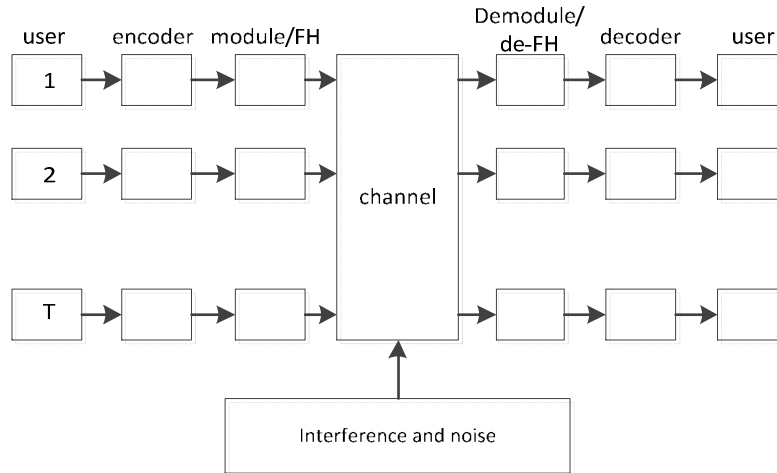 user
encoder
module/FH
Demodule/
de-FH
decoder
user
1
2
channel
T
Interference and noise